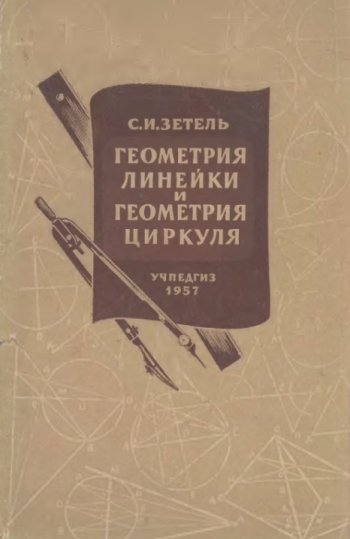 С.И.ЗЕТЕЛЬ
ГЕОМЕТРИЯ
ЛИНЕЙКИ
И
ГЕОМЕТРИЯ
ЦИРКУЛЯ
УЧПЕДГИЗ
1957